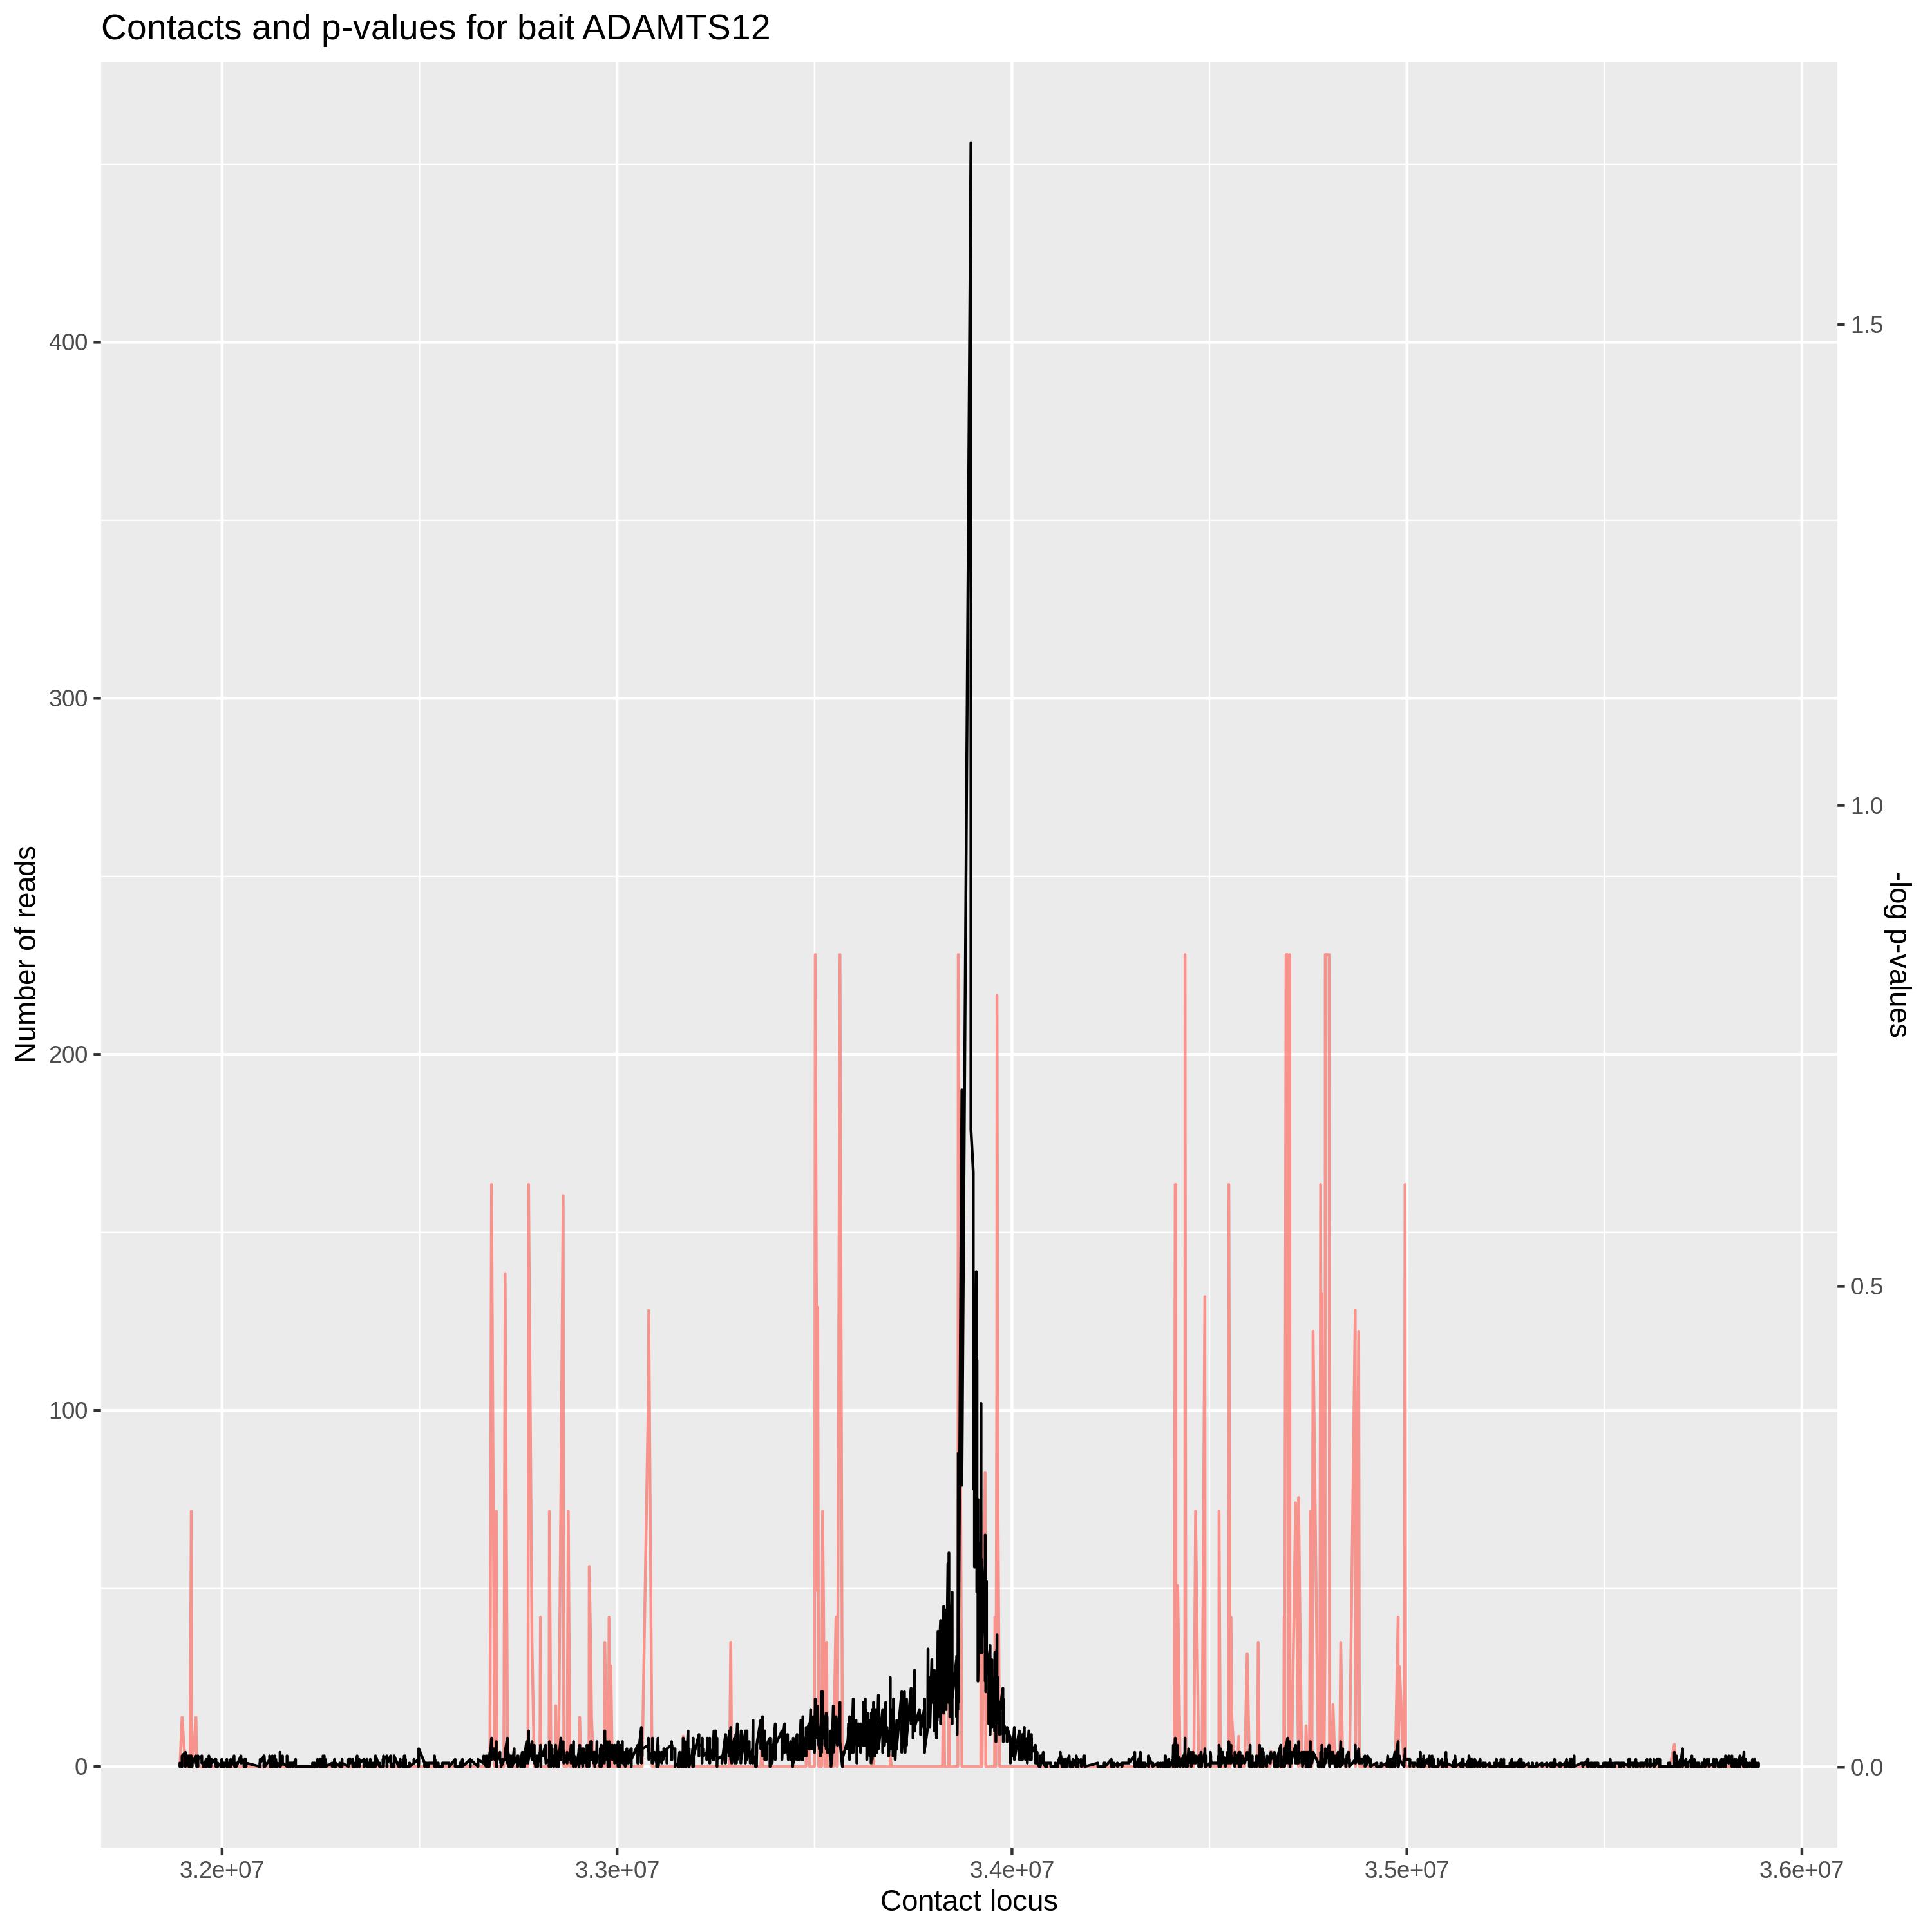 Contacts and p-values for bait ADAMTS12
400
300
200
100
0
Number of reads
1.5
1.0
0.5
0.0
-log p-values
3.2e+07
3.3e+07
3.4e+07
3.5e+07
3.6e+07
Contact locus